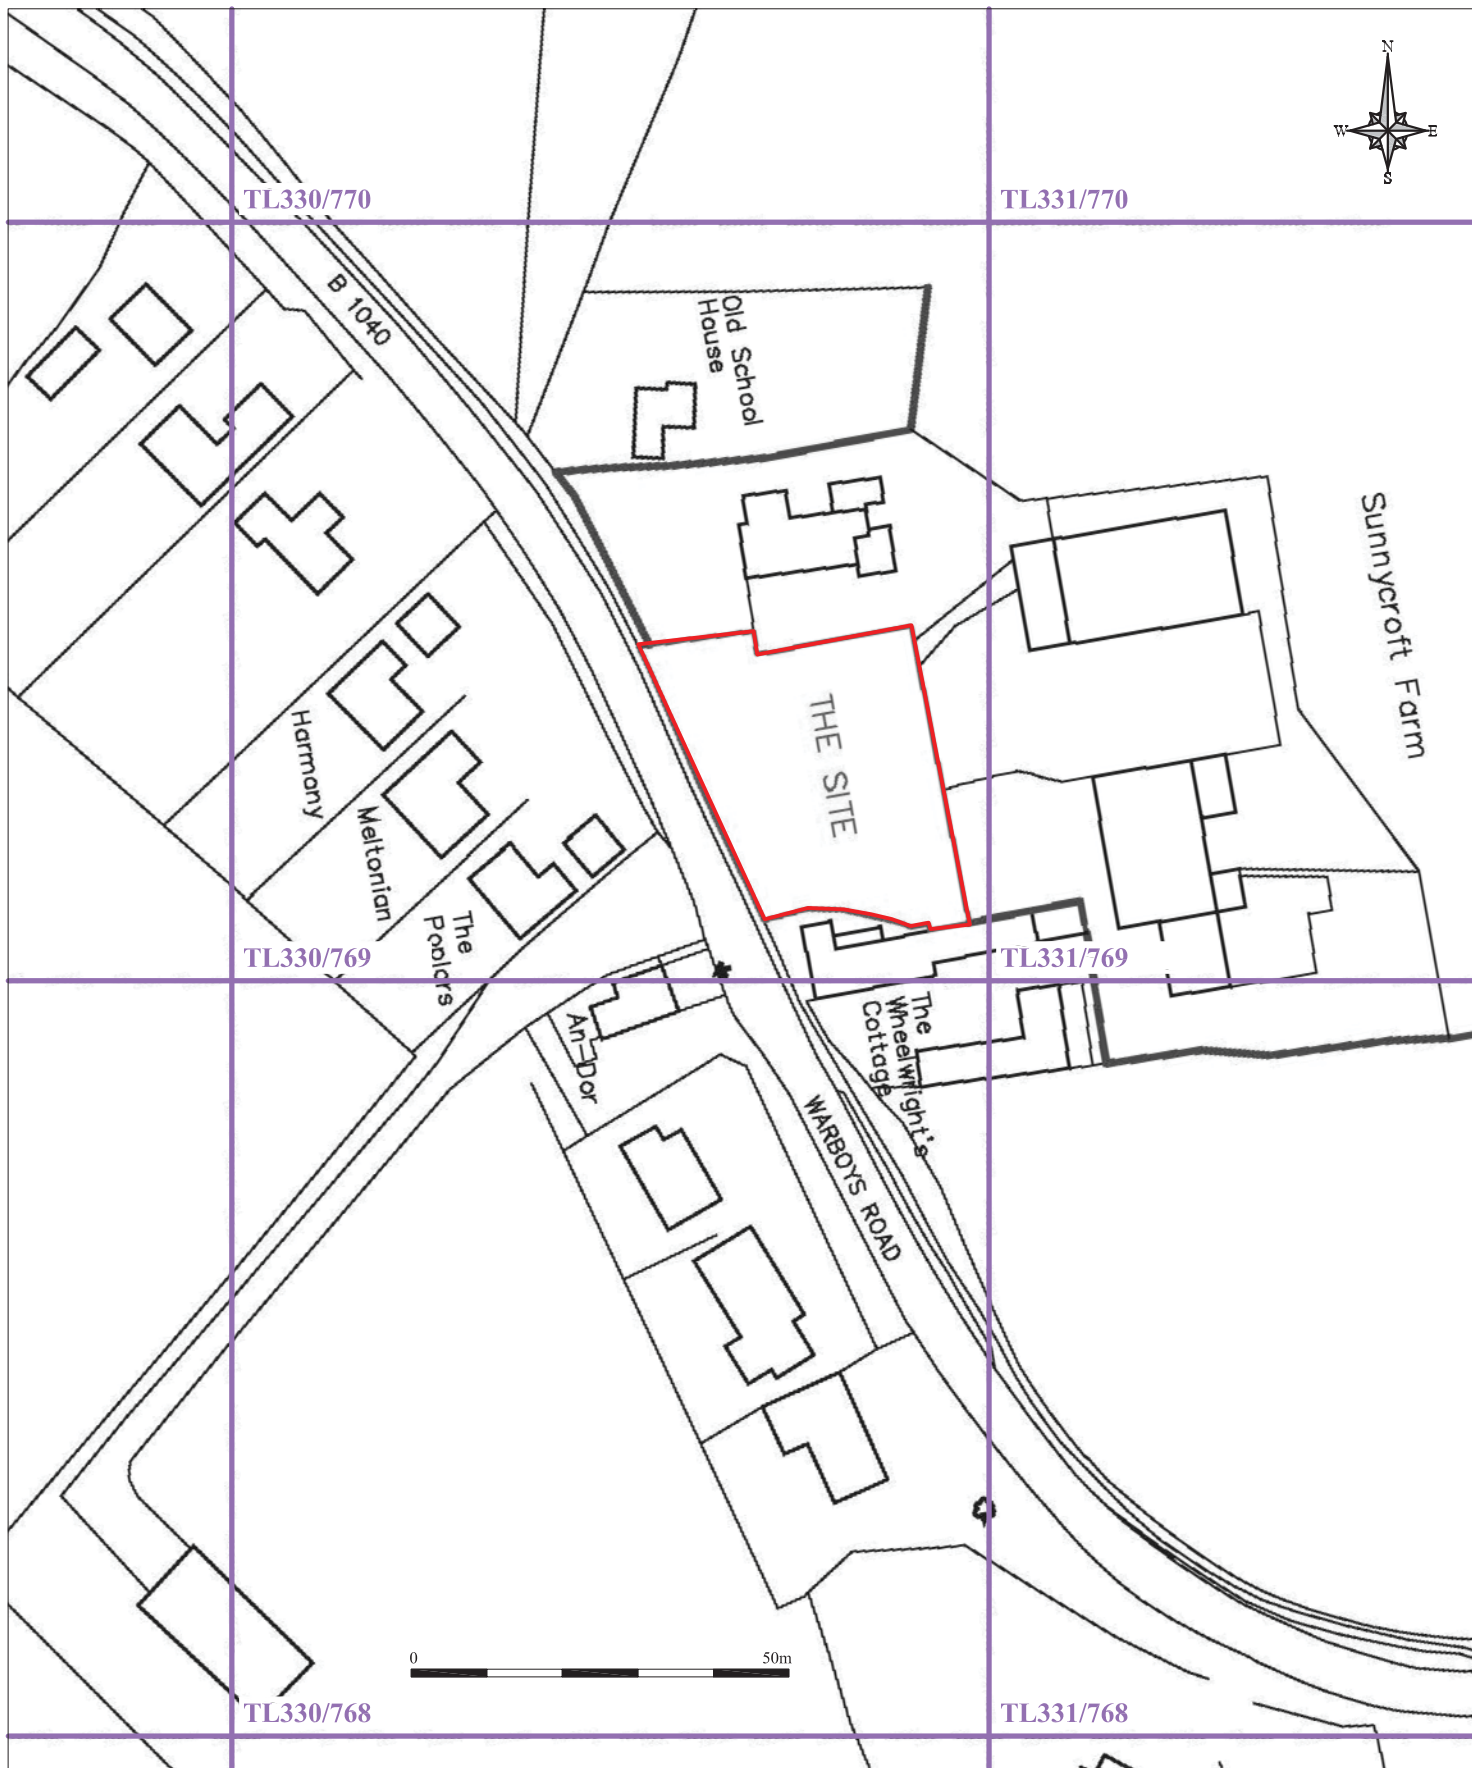 N
W E
S
TL330/770
TL331/770
B 1040
Old School
House
Sunnycroft Farm
THE SITE
Harmony
Meltonian
The
Poplars
TL330/769
TL331/769
An-Dor
The
Wheelwright's
Cottage
WARBOYS ROAD
0 50m
TL330/768
TL331/768